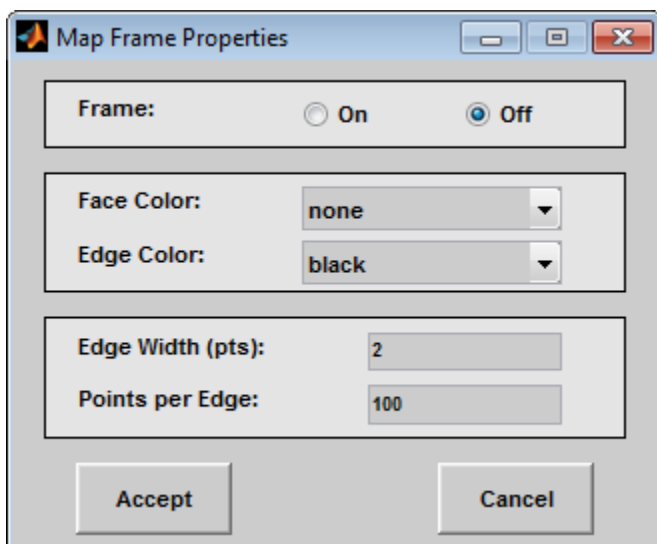 Map Frame Properties
Frame: On Off
Face Color: none
Edge Color: black
Edge Width (pts): 2
Points per Edge: 100
Accept Cancel